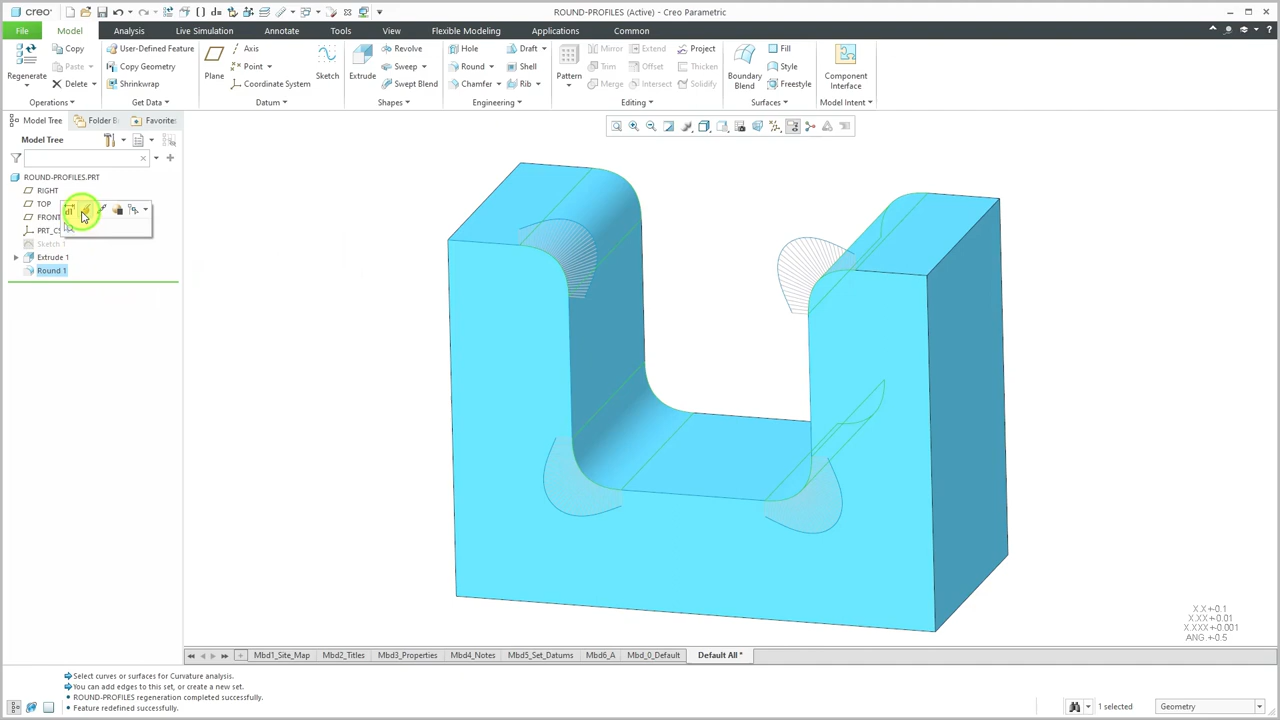 creo
ROUND-PROFILES (Active) - Creo Parametric
File Model Analysis Live Simulation Annotate Tools View Flexible Modeling Applications Common
Copy User-Defined Feature Axis Revolve Hole Draft Mirror Extend Project Fill
Paste Copy Geometry Point Sweep Round Shell Trim Offset Thicken Style
Regenerate Delete Shrinkwrap Plane Coordinate System Sketch Extrude Swept Blend Chamfer Rib Pattern Merge Intersect Solidify Boundary Blend Freestyle Component Interface
Operations Get Data Datum Shapes Engineering Editing Surfaces Model Intent
Model Tree Folder B Favorite
Model Tree
ROUND-PROFILES.PRT
RIGHT
TOP
FRONT
PRT_CS
Sketch 1
Extrude 1
Round 1
X.X+-0.1
X.XX+-0.01
X.XXX+-0.001
ANG.+-0.5
Mbd1_Site_Map Mbd2_Titles Mbd3_Properties Mbd4_Notes Mbd5_Set_Datums Mbd6_A Mbd_0_Default Default All *
Select curves or surfaces for Curvature analysis.
You can add edges to this set, or create a new set.
ROUND-PROFILES regeneration completed successfully.
Feature redefined successfully.
1 selected
Geometry